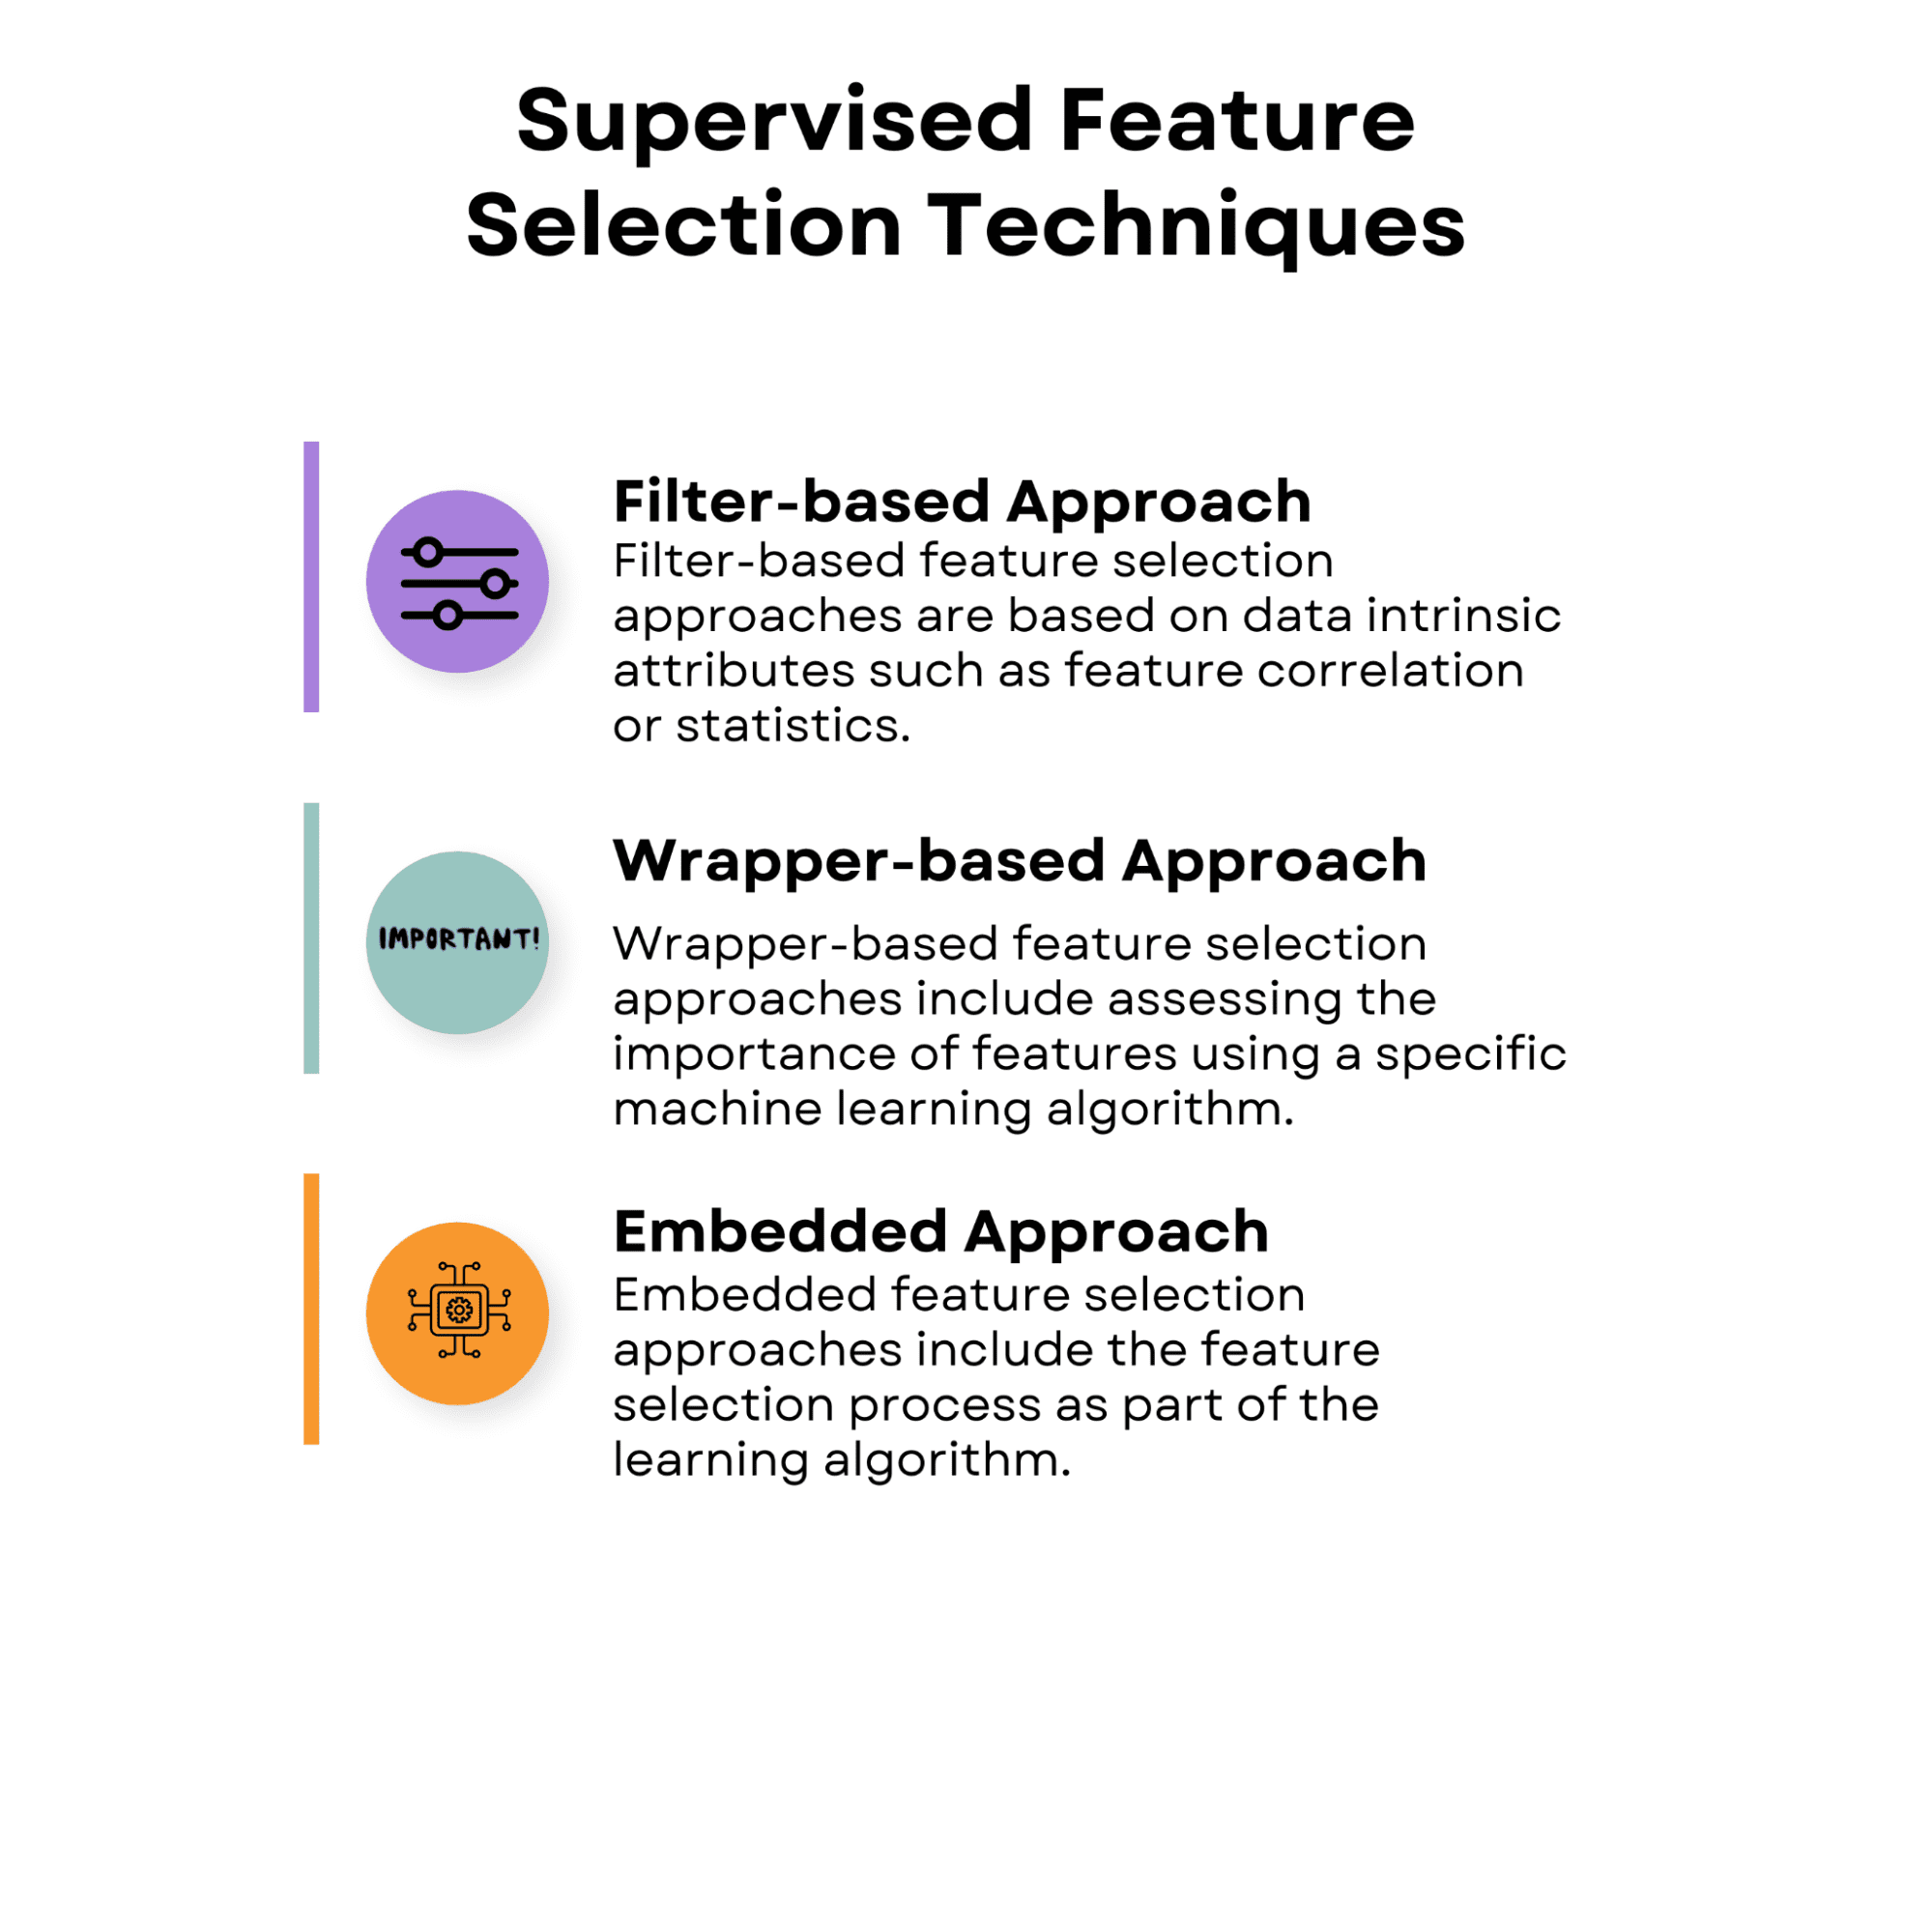 Supervised Feature
Selection Techniques
Filter-based Approach
Filter-based feature selection
approaches are based on data intrinsic
attributes such as feature correlation
or statistics.
IMPORTANT!
Wrapper-based Approach
Wrapper-based feature selection
approaches include assessing the
importance of features using a specific
machine learning algorithm.
Embedded Approach
Embedded feature selection
approaches include the feature
selection process as part of the
learning algorithm.